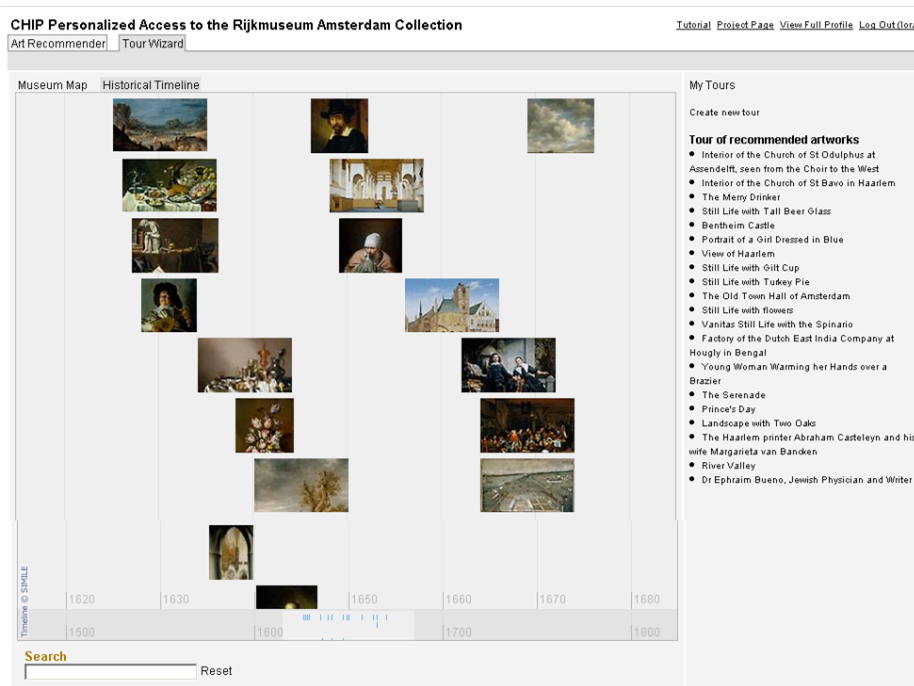 CHIP Personalized Access to the Rijkmuseum Amsterdam Collection
Tutorial Project Page View Full Profile Log Out (lora
Art Recommender Tour Wizard
Museum Map Historical Timeline
My Tours
Create new tour
Tour of recommended artworks
• Interior of the Church of St Odulphus at
Assendelft, seen from the Choir to the West
• Interior of the Church of St Bavo in Haarlem
• The Merry Drinker
• Still Life with Tall Beer Glass
• Bentheim Castle
• Portrait of a Girl Dressed in Blue
• View of Haarlem
• Still Life with Gilt Cup
• Still Life with Turkey Pie
• The Old Town Hall of Amsterdam
• Still Life with flowers
• Vanitas Still Life with the Spinario
• Factory of the Dutch East India Company at
Hougly in Bengal
• Young Woman Warming her Hands over a
Brazier
• The Serenade
• Prince's Day
• Landscape with Two Oaks
• The Haarlem printer Abraham Casteleyn and his
wife Margarieta van Bancken
• River Valley
• Dr Ephraim Bueno, Jewish Physician and Writer
Timeline © SIMILE
1620 1630 1650 1660 1670 1680
1500 1600 1700 1800
Search
Reset